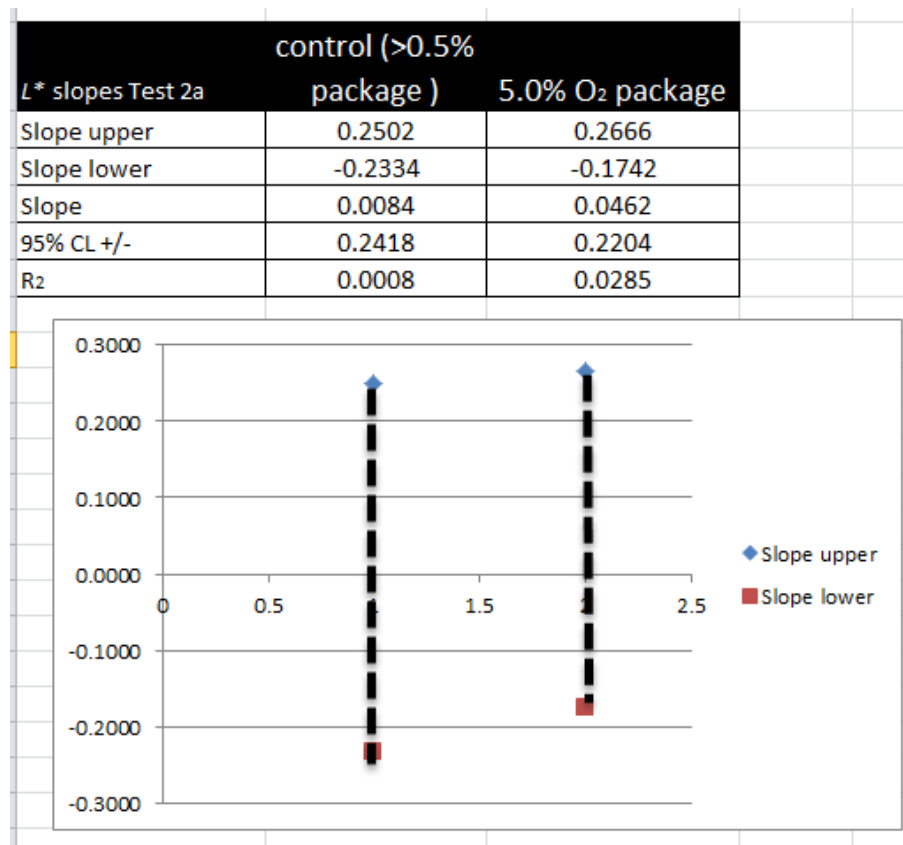 control (>0.5%
L* slopes Test 2a package ) 5.0% O₂ package
Slope upper 0.2502 0.2666
Slope lower -0.2334 -0.1742
Slope 0.0084 0.0462
95% CL +/- 0.2418 0.2204
R₂ 0.0008 0.0285
0.3000
0.2000
0.1000
0.0000
0 0.5 1.5 2.5
-0.1000
-0.2000
-0.3000
Slope upper
Slope lower